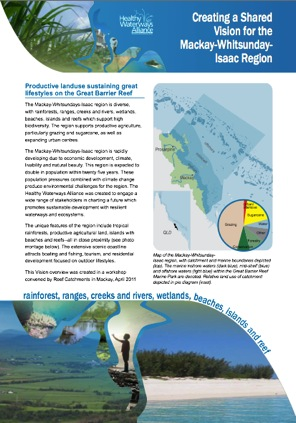 Healthy
Waterways
Alliance
Creating a Shared
Vision for the
Mackay-Whitsunday-
Isaac Region
Productive landuse sustaining great
lifestyles on the Great Barrier Reef
The Mackay-Whitsundays-Isaac region is diverse,
with rainforests, ranges, creeks and rivers, wetlands,
beaches, islands and reefs which support high
biodiversity. The region supports productive agriculture,
particularly grazing and sugarcane, as well as
expanding urban centres.
The Mackay-Whitsundays-Isaac region is rapidly
developing due to economic development, climate,
livability and natural beauty. This region is expected to
double in population within twenty five years. These
population pressures combined with climate change
produce environmental challenges for the region. The
Healthy Waterways Alliance was created to engage a
wide range of stakeholders in charting a future which
promotes sustainable development with resilient
waterways and ecosystems.
The unique features of the region include tropical
rainforests, productive agricultural land, islands with
beaches and reefs–all in close proximity (see photo
montage below). The extensive scenic coastline
attracts boating and fishing, tourism, and residential
development focused on outdoor lifestyles.
This Vision overview was created in a workshop
convened by Reef Catchments in Mackay, April 2011
Proserpine
Mackay
QLD
Grazing
Sugarcane
Water
Other
Forestry
Map of the Mackay-Whitsunday-
Isaac region, with catchment and marine boundaries depicted
(box). The marine inshore waters (dark blue), mid-shelf (blue)
and offshore waters (light blue) within the Great Barrier Reef
Marine Park are denoted. Relative land use of catchment
depicted in pie diagram (inset).
rainforest, ranges, creeks and rivers, wetlands, beaches, islands and reef